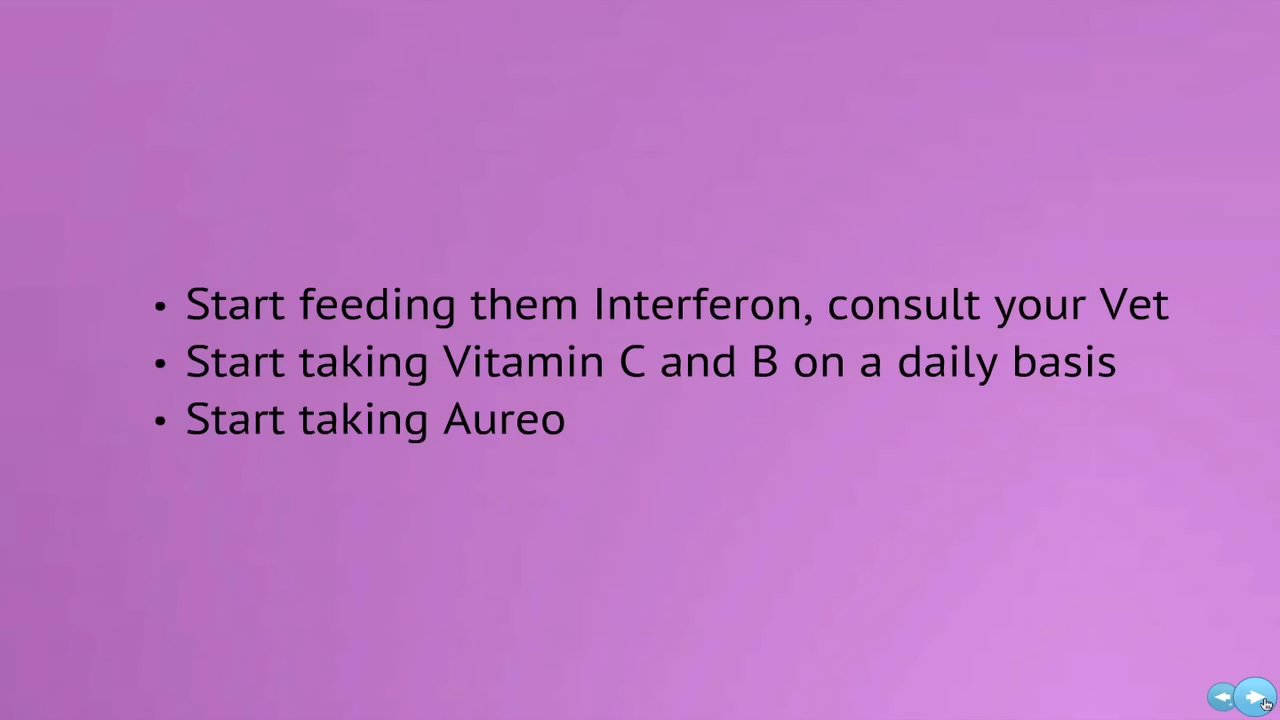 • Start feeding them Interferon, consult your Vet
• Start taking Vitamin C and B on a daily basis
• Start taking Aureo